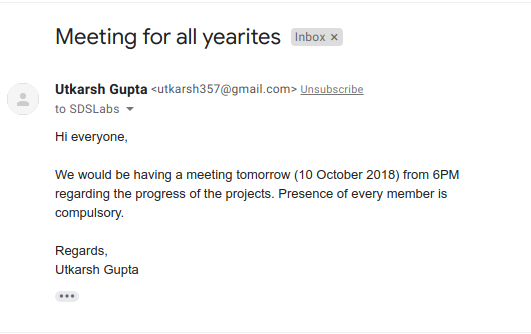 Meeting for all yearites Inbox ×
Utkarsh Gupta <utkarsh357@gmail.com> Unsubscribe
to SDSLabs
Hi everyone,
We would be having a meeting tomorrow (10 October 2018) from 6PM
regarding the progress of the projects. Presence of every member is
compulsory.
Regards,
Utkarsh Gupta